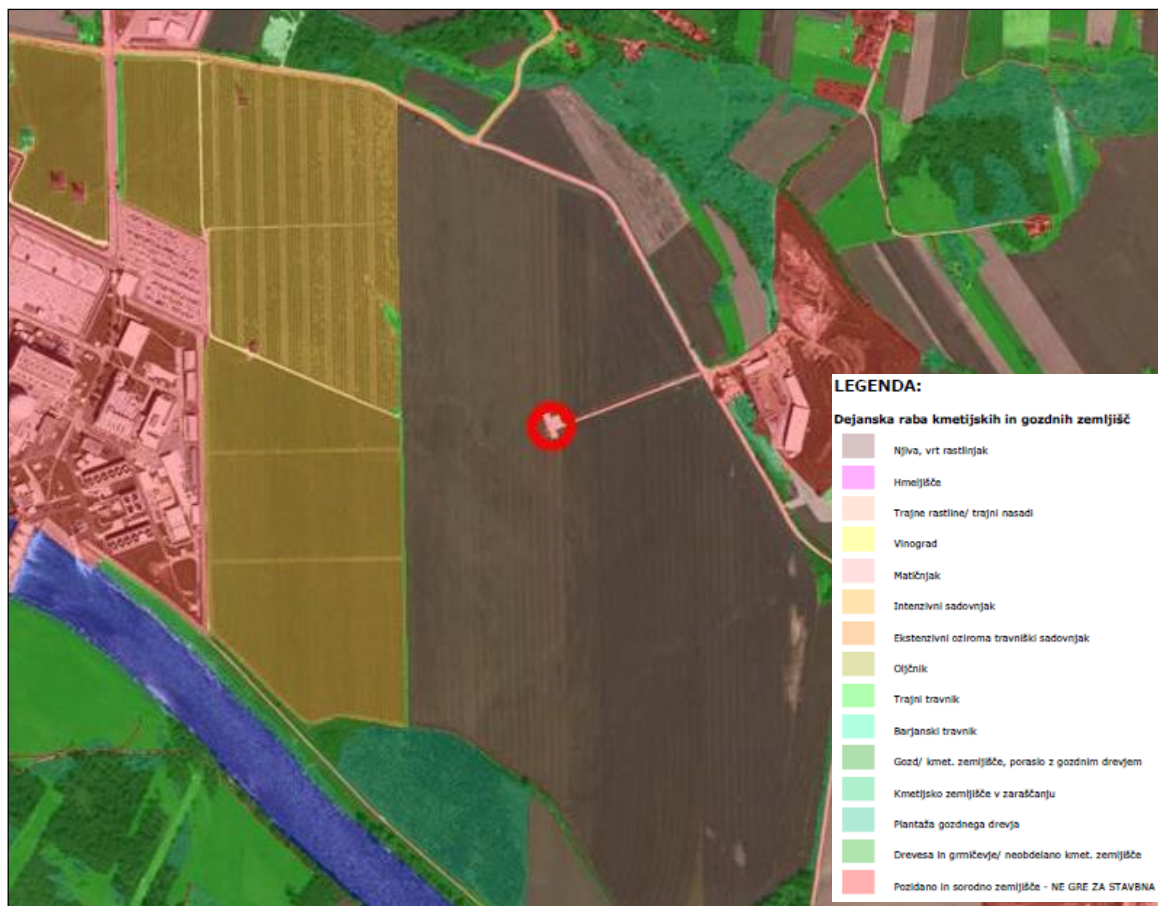 LEGENDA:
Dejanska raba kmetijskih in gozdnih zemljišč
Njiva, vrt rastlinjak
Hmeljišče
Trajne rastline/ trajni nasadi
Vinograd
Matičnjak
Intenzivni sadovnjak
Ekstenzivni oziroma travniški sadovnjak
Oljčnik
Trajni travnik
Barjanski travnik
Gozd/ kmet. zemljišče, poraslo z gozdnim drevjem
Kmetijsko zemljišče v zaraščanju
Plantaža gozdnega drevja
Drevesa in grmičevje/ neobdelano kmet. zemljišče
Pozidano in sorodno zemljišče - NE GRE ZA STAVBNA